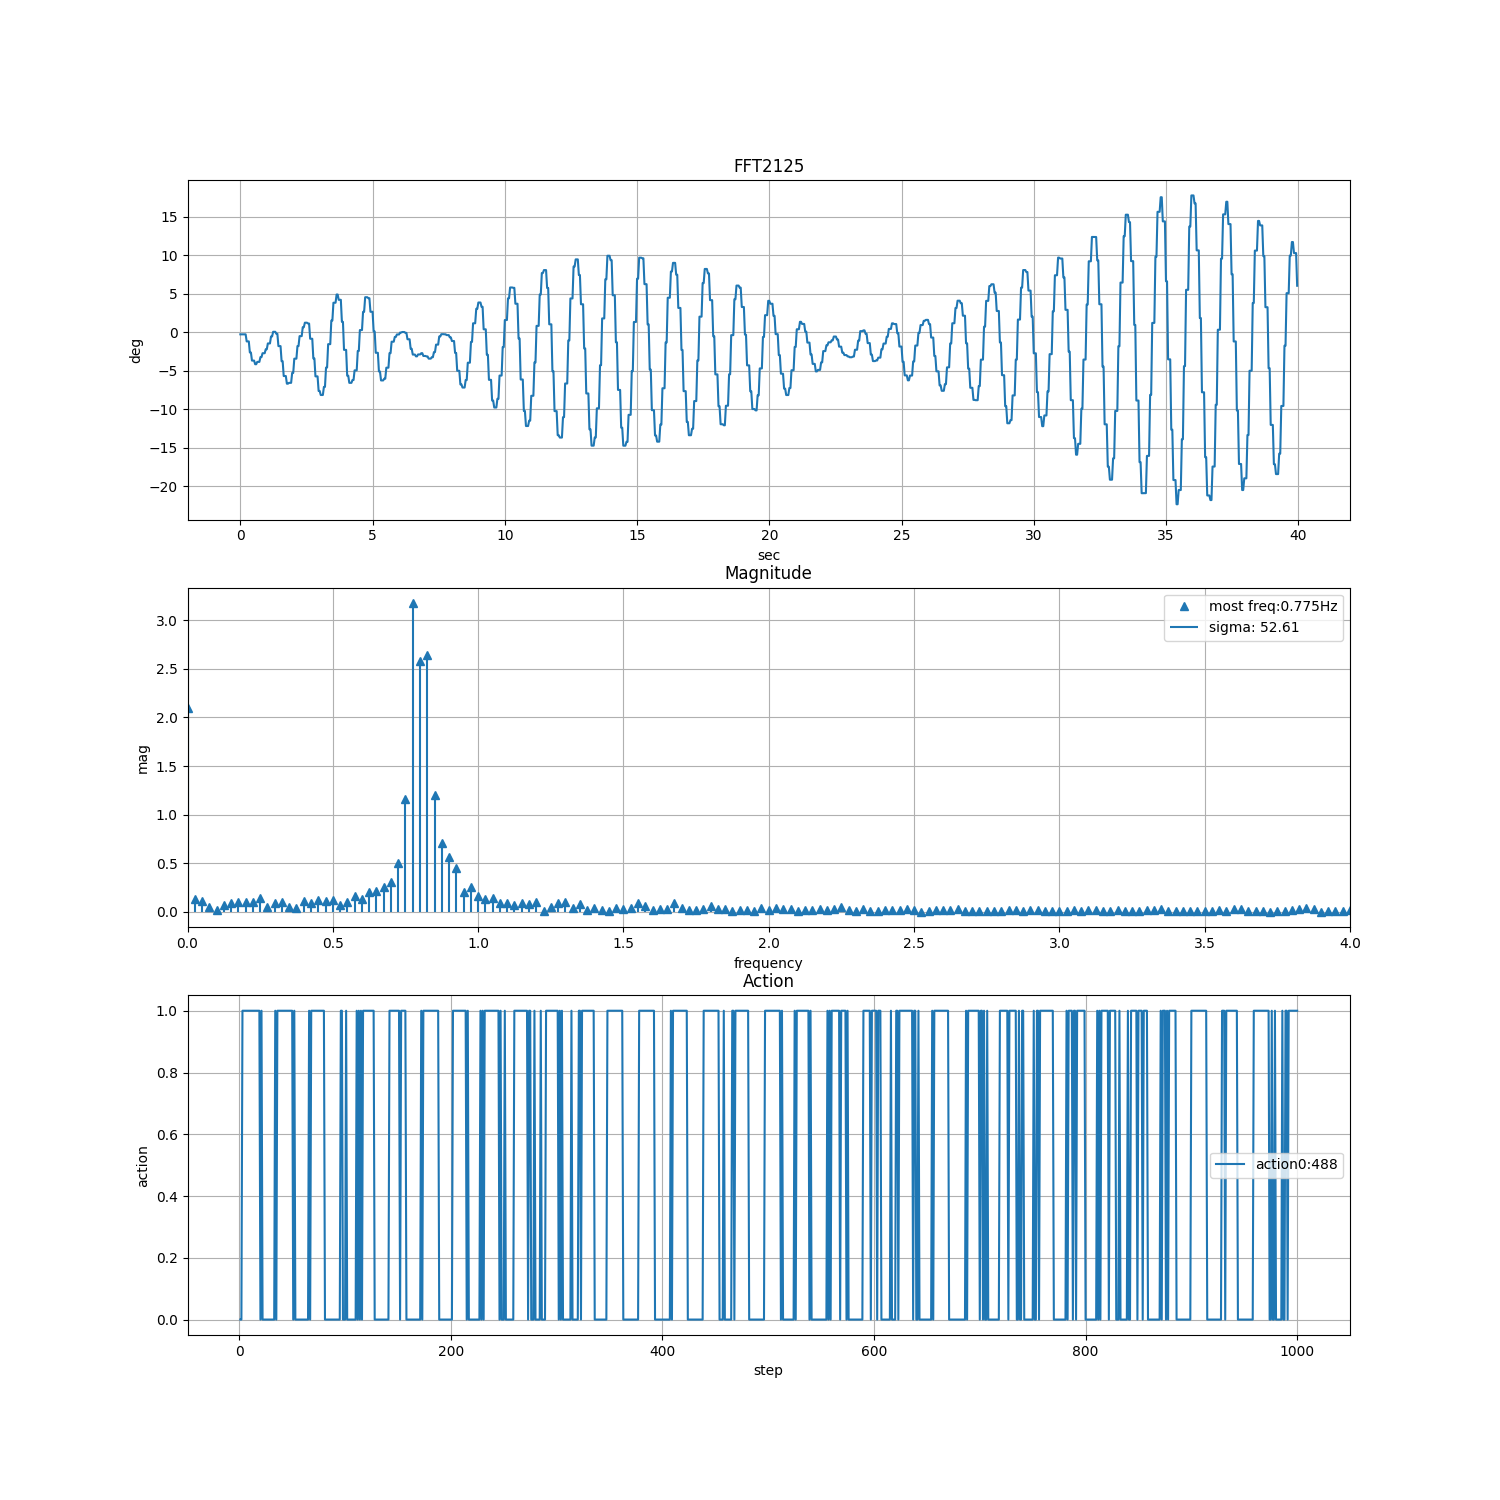 FFT2125
15
10
5
0
−5
−10
−15
−20
deg
0 5 10 15 20 25 30 35 40
sec
Magnitude
most freq:0.775Hz
sigma: 52.61
3.0
2.5
2.0
1.5
1.0
0.5
0.0
mag
0.0 0.5 1.0 1.5 2.0 2.5 3.0 3.5 4.0
frequency
Action
1.0
0.8
0.6
0.4
0.2
0.0
action
action0:488
0 200 400 600 800 1000
step